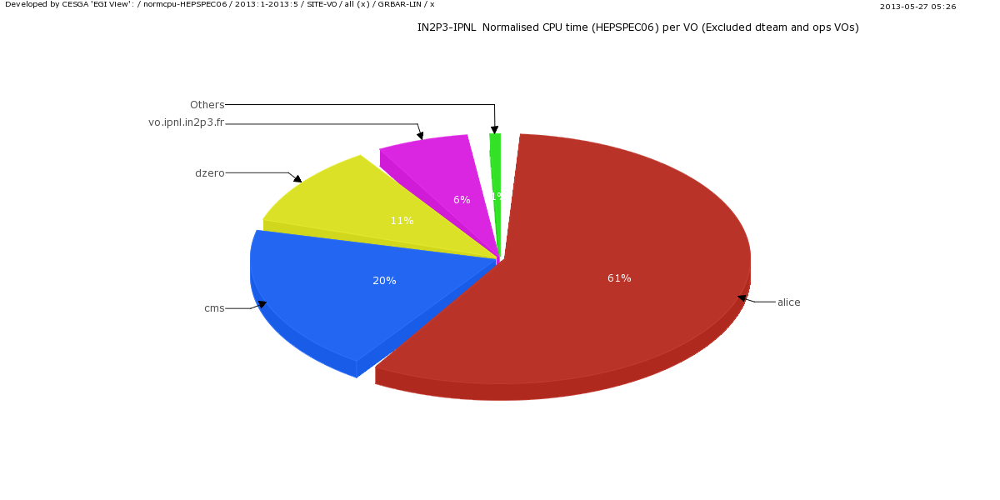 Developed by CESGA 'EGI View': / normcpu-HEPSPEC06 / 2013:1-2013:5 / SITE-VO / all (x) / GRBAR-LIN / x
2013-05-27 05:26
IN2P3-IPNL Normalised CPU time (HEPSPEC06) per VO (Excluded dteam and ops VOs)
Others
vo.ipnl.in2p3.fr
dzero
6%
1%
11%
61%
20%
alice
cms